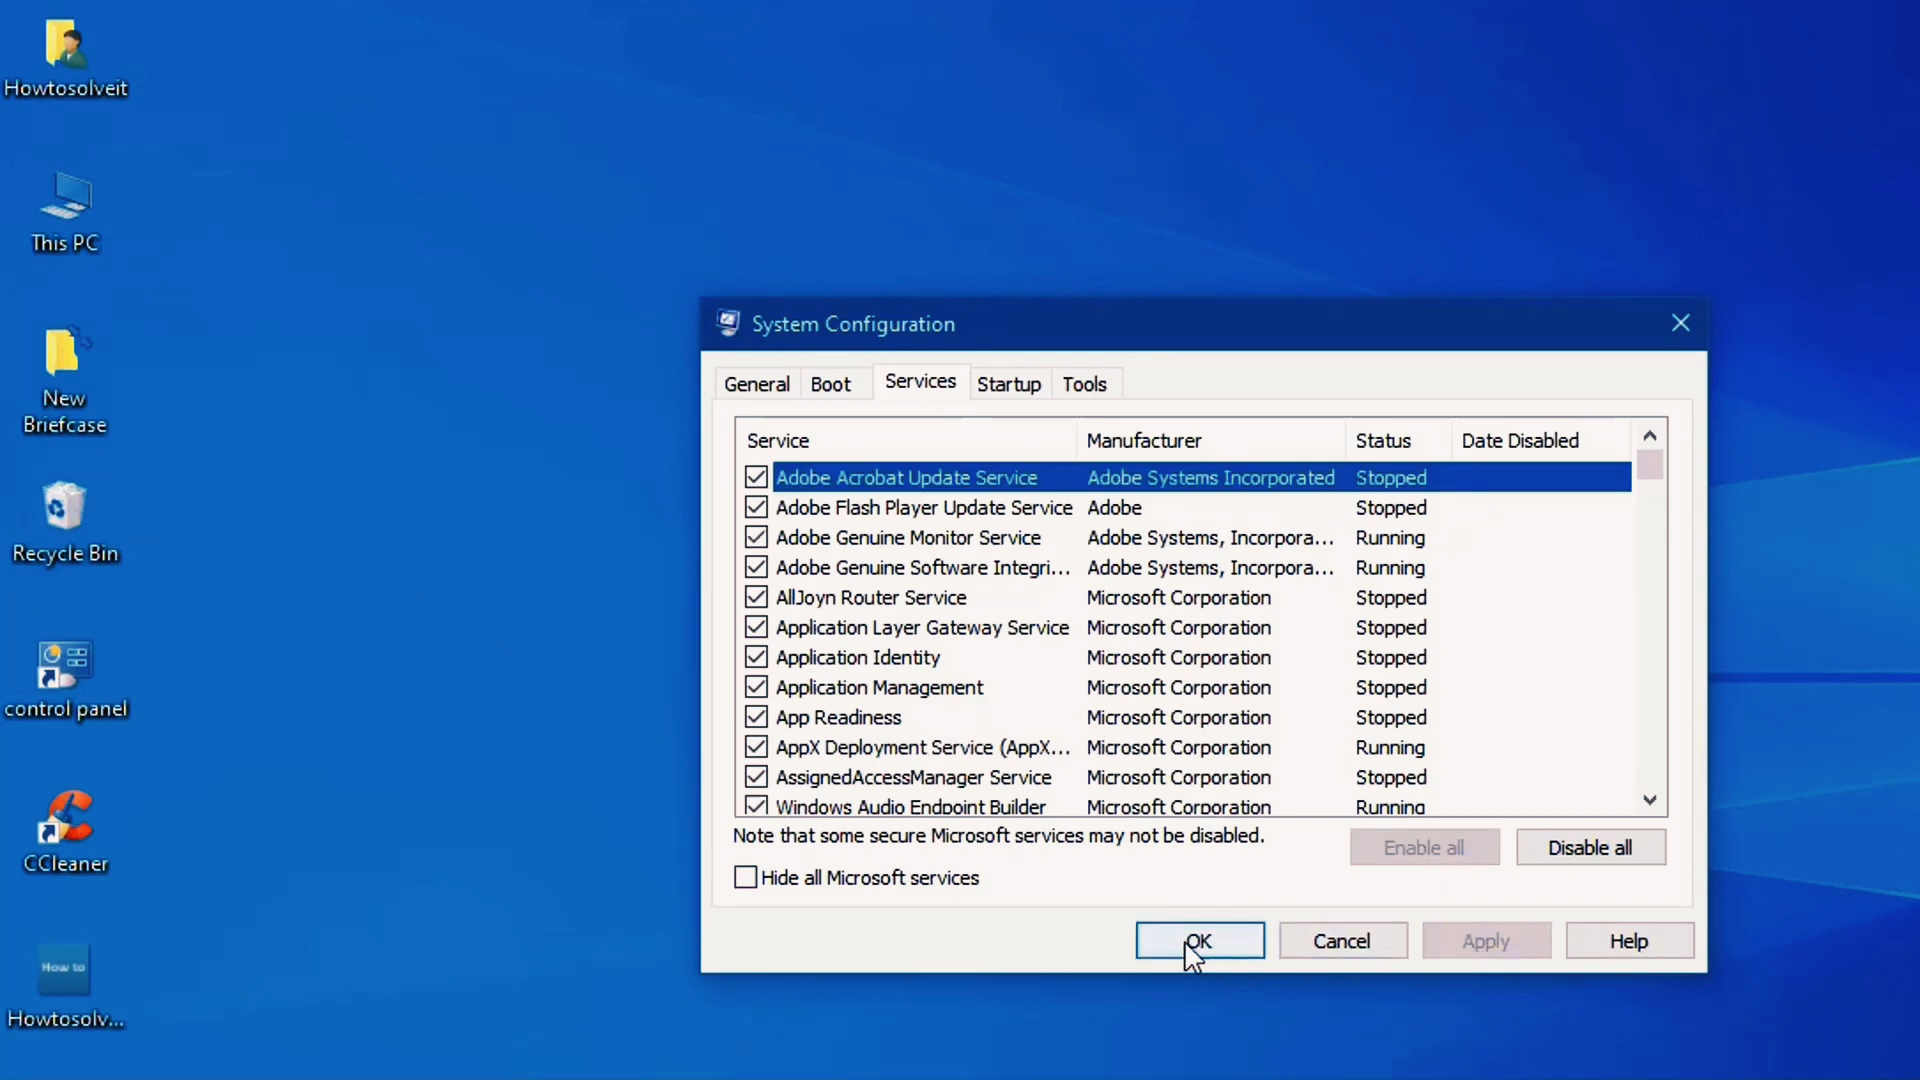 Howtosolveit
This PC
New
Briefcase
Recycle Bin
control panel
CCleaner
How to
Howtosolv...
System Configuration
General Boot Services Startup Tools
Service Manufacturer Status Date Disabled
Adobe Acrobat Update Service Adobe Systems Incorporated Stopped
Adobe Flash Player Update Service Adobe Stopped
Adobe Genuine Monitor Service Adobe Systems, Incorpora... Running
Adobe Genuine Software Integri... Adobe Systems, Incorpora... Running
AllJoyn Router Service Microsoft Corporation Stopped
Application Layer Gateway Service Microsoft Corporation Stopped
Application Identity Microsoft Corporation Stopped
Application Management Microsoft Corporation Stopped
App Readiness Microsoft Corporation Stopped
AppX Deployment Service (AppX... Microsoft Corporation Running
AssignedAccessManager Service Microsoft Corporation Stopped
Windows Audio Endpoint Builder Microsoft Corporation Running
Note that some secure Microsoft services may not be disabled.
Enable all Disable all
Hide all Microsoft services
OK Cancel Apply Help